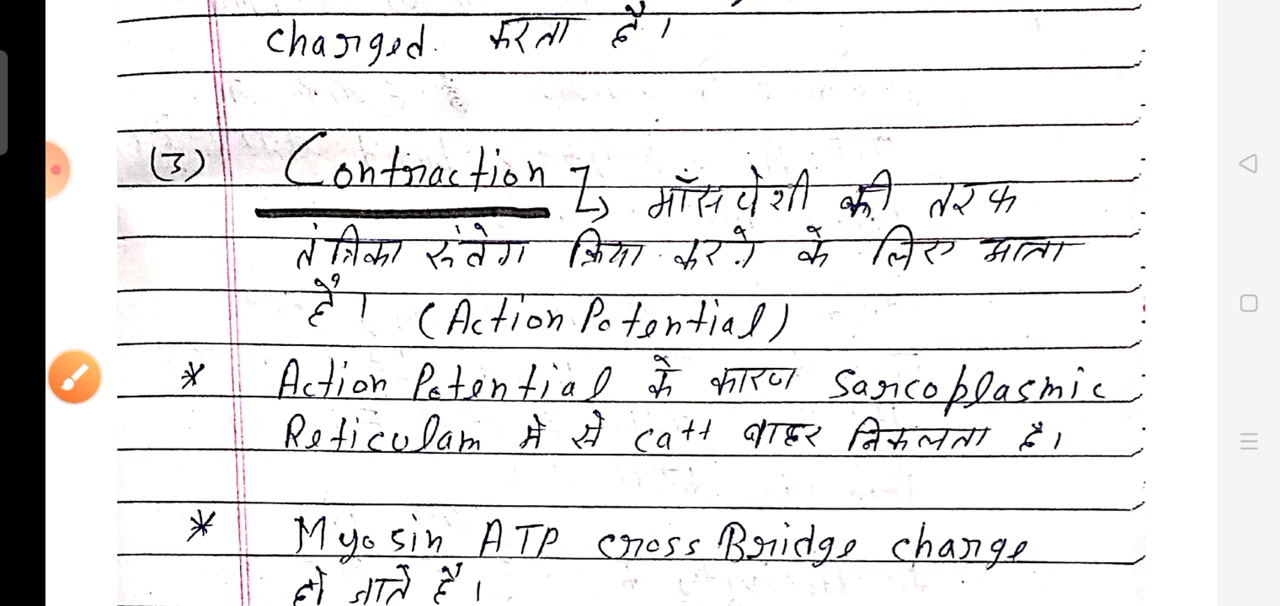 charged. करता है।
(3) Contraction → माँसपेशी की तरफ
तंत्रिका संवेग क्रिया करने के लिए आता
है। (Action Potential)
* Action Potential के कारण Sarcoplasmic
Reticulam में से ca++ बाहर निकलता है।
* Myosin ATP cross Bridge charge
हो जाते हैं।